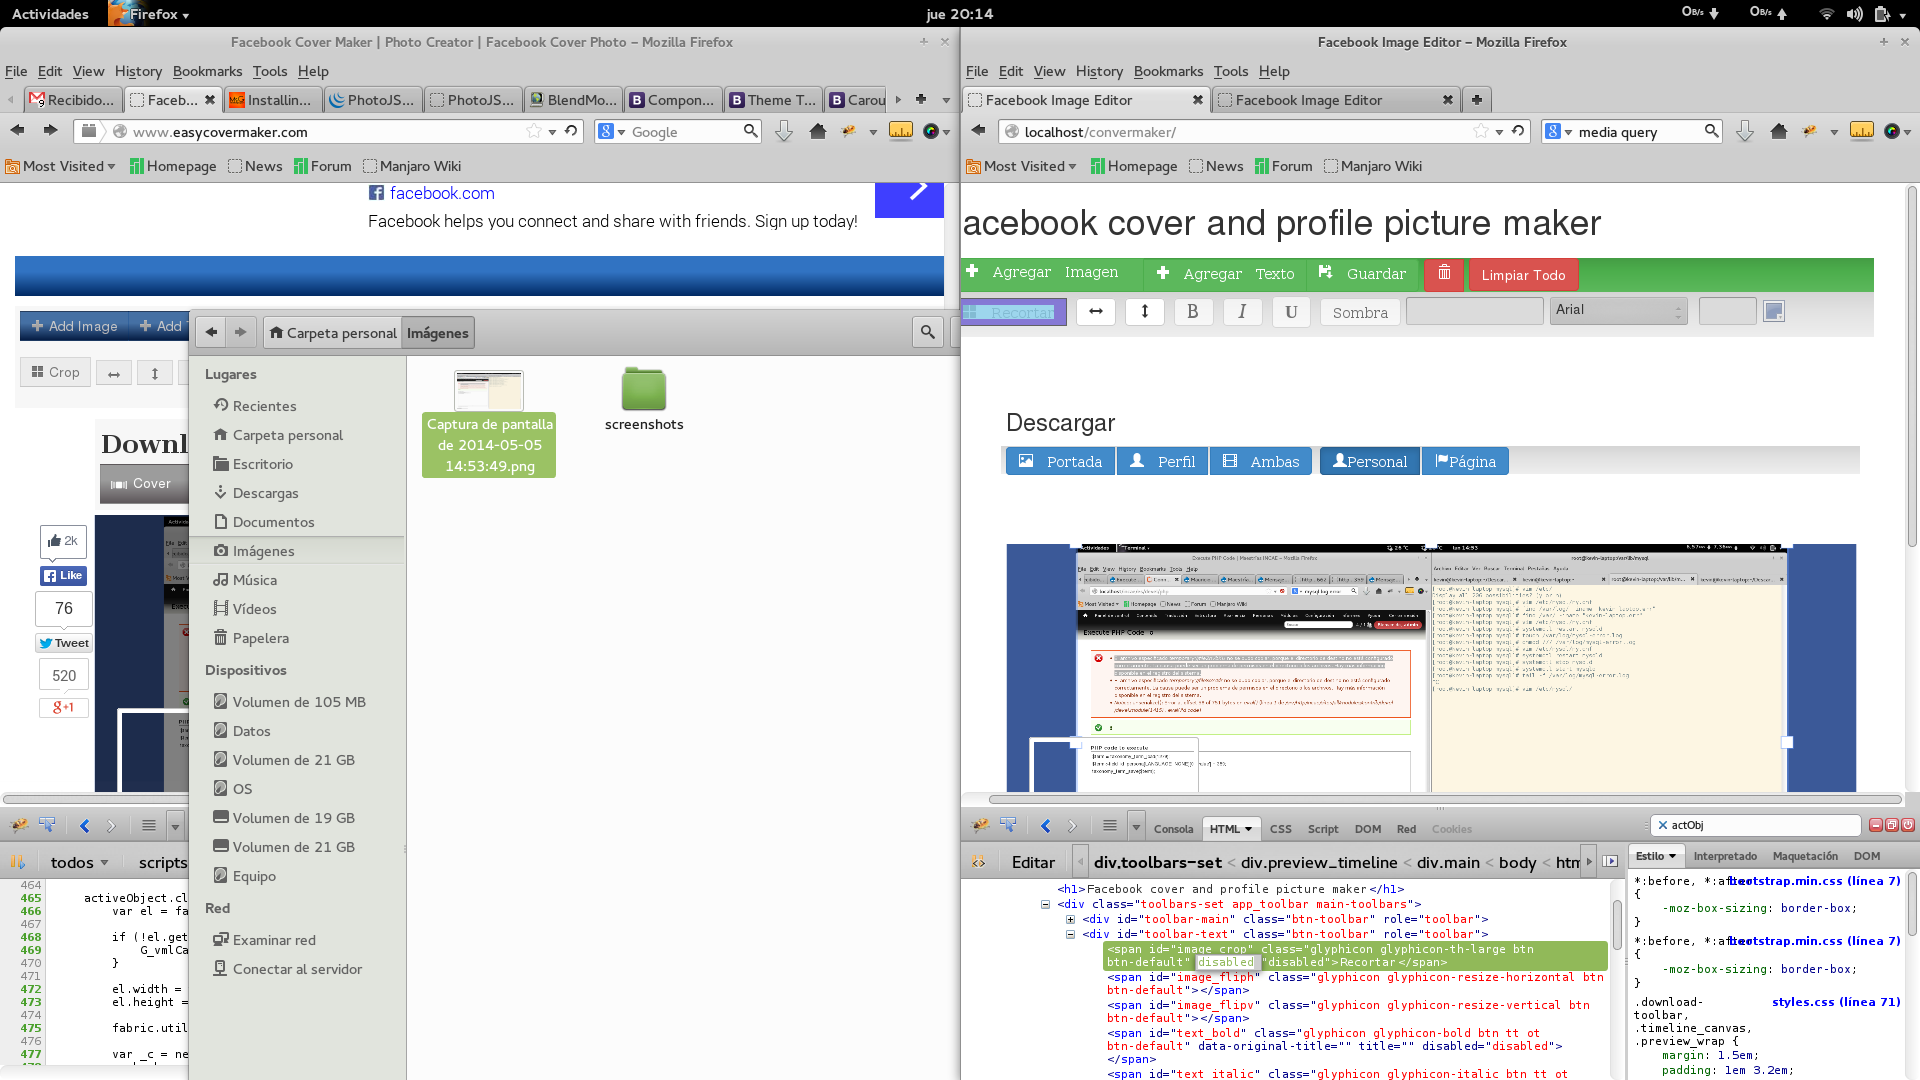 Actividades Firefox jue 20:14 0B/s 0B/s
Facebook Cover Maker | Photo Creator | Facebook Cover Photo – Mozilla Firefox
File Edit View History Bookmarks Tools Help
Recibido... Faceb... Installin... PhotoJS... PhotoJS... BlendMo... Compon... Theme T... Carou
www.easycovermaker.com Google
Most Visited Homepage News Forum Manjaro Wiki
facebook.com
Facebook helps you connect and share with friends. Sign up today!
Add Image Add
Crop
Down
Cover
2k
Like
76
Tweet
520
+1
Carpeta personal Imágenes
Lugares
Recientes
Carpeta personal
Escritorio
Descargas
Documentos
Imágenes
Música
Vídeos
Papelera
Dispositivos
Volumen de 105 MB
Datos
Volumen de 21 GB
OS
Volumen de 19 GB
Volumen de 21 GB
Equipo
Red
Examinar red
Conectar al servidor
Captura de pantalla
de 2014-05-05
14:53:49.png
screenshots
todos scripts
464
465 activeObject.cl
466 var el = fa
467
468 if (!el.get
469 G_vmlCa
470 }
471
472 el.width =
473 el.height =
474
475 fabric.util
476
477 var _c = ne
Facebook Image Editor – Mozilla Firefox
File Edit View History Bookmarks Tools Help
Facebook Image Editor Facebook Image Editor
localhost/convermaker/ media query
Most Visited Homepage News Forum Manjaro Wiki
acebook cover and profile picture maker
Agregar Imagen Agregar Texto Guardar Limpiar Todo
Recortar B I U Sombra Arial
Descargar
Portada Perfil Ambas Personal Página
Execute PHP Code
PHP code to execute
Consola HTML CSS Script DOM Red Cookies actObj
Editar div.toolbars-set < div.preview_timeline < div.main < body < htm
<h1>Facebook cover and profile picture maker</h1>
<div class="toolbars-set app_toolbar main-toolbars">
<div id="toolbar-main" class="btn-toolbar" role="toolbar">
<div id="toolbar-text" class="btn-toolbar" role="toolbar">
<span id="image_crop" class="glyphicon glyphicon-th-large btn
btn-default" disabled "disabled">Recortar</span>
<span id="image_fliph" class="glyphicon glyphicon-resize-horizontal btn
btn-default"></span>
<span id="image_flipv" class="glyphicon glyphicon-resize-vertical btn
btn-default"></span>
<span id="text_bold" class="glyphicon glyphicon-bold btn tt ot
btn-default" data-original-title="" title="" disabled="disabled">
</span>
<span id="text_italic" class="glyphicon glyphicon-italic btn tt ot
Estilo Interpretado Maquetación DOM
*:before, *:after bootstrap.min.css (línea 7)
{
-moz-box-sizing: border-box;
}
*:before, *:after bootstrap.min.css (línea 7)
{
-moz-box-sizing: border-box;
}
.download- styles.css (línea 71)
toolbar,
.timeline_canvas,
.preview_wrap {
margin: 1.5em;
padding: 1em 3.2em;